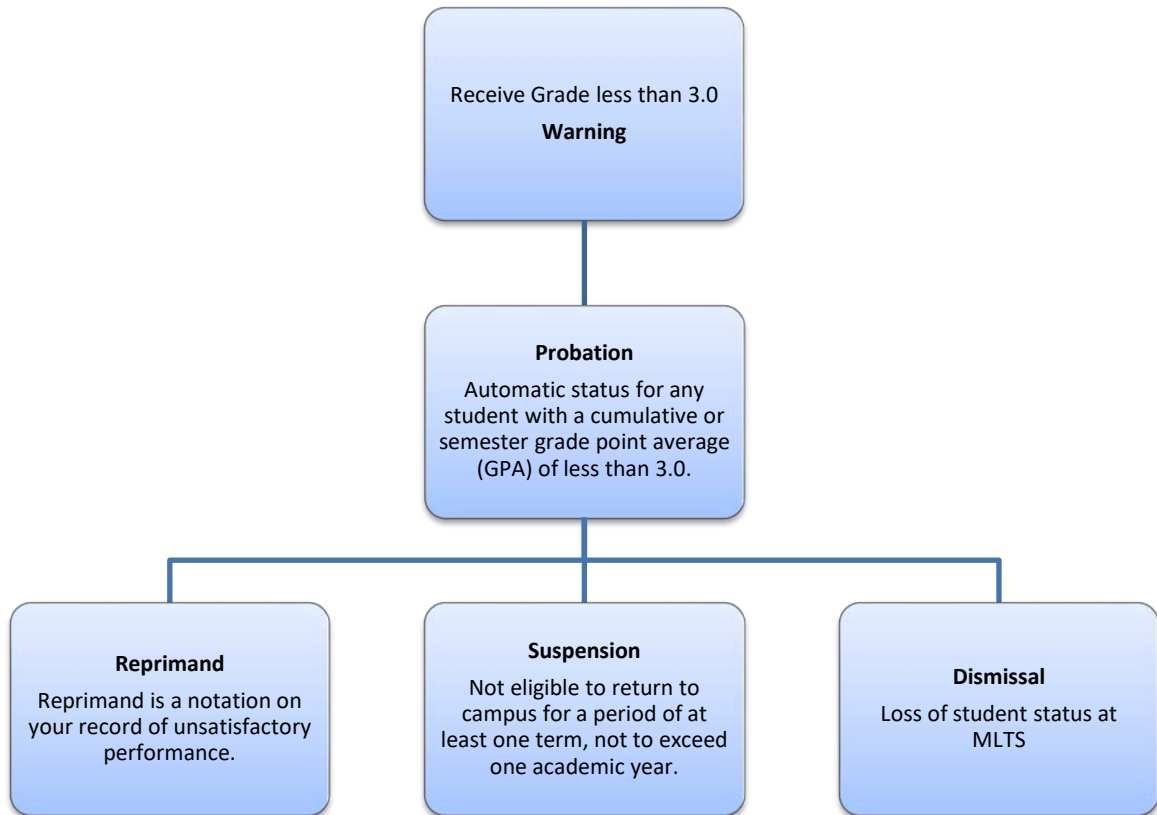 Receive Grade less than 3.0
Warning
Probation
Automatic status for any
student with a cumulative or
semester grade point average
(GPA) of less than 3.0.
Reprimand
Reprimand is a notation on
your record of unsatisfactory
performance.
Suspension
Not eligible to return to
campus for a period of at
least one term, not to exceed
one academic year.
Dismissal
Loss of student status at
MLTS